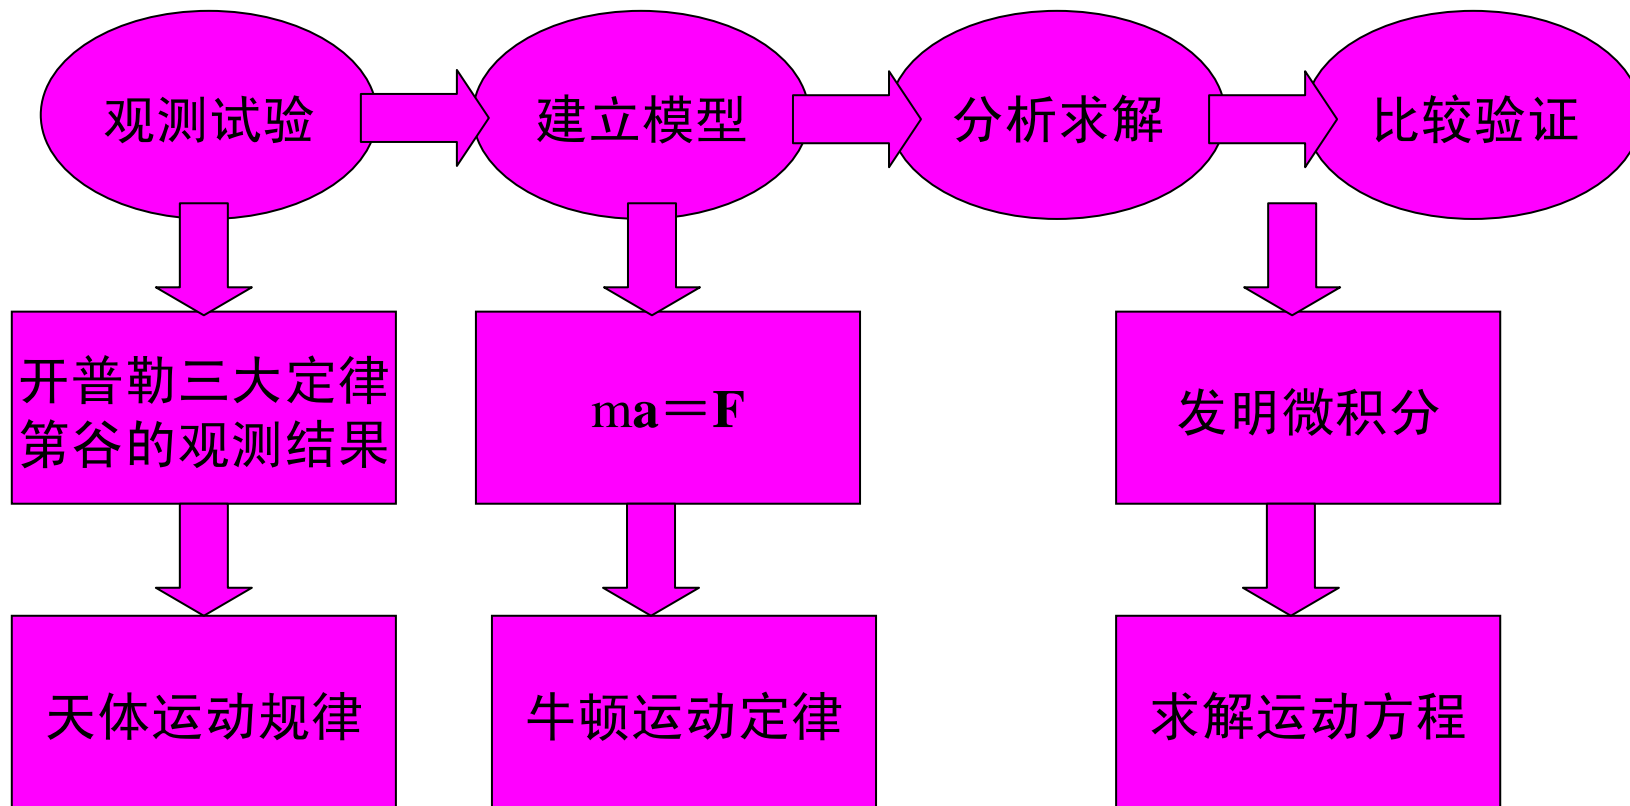 观测试验
建立模型
分析求解
比较验证
开普勒三大定律
第谷的观测结果
ma=F
发明微积分
天体运动规律
牛顿运动定律
求解运动方程